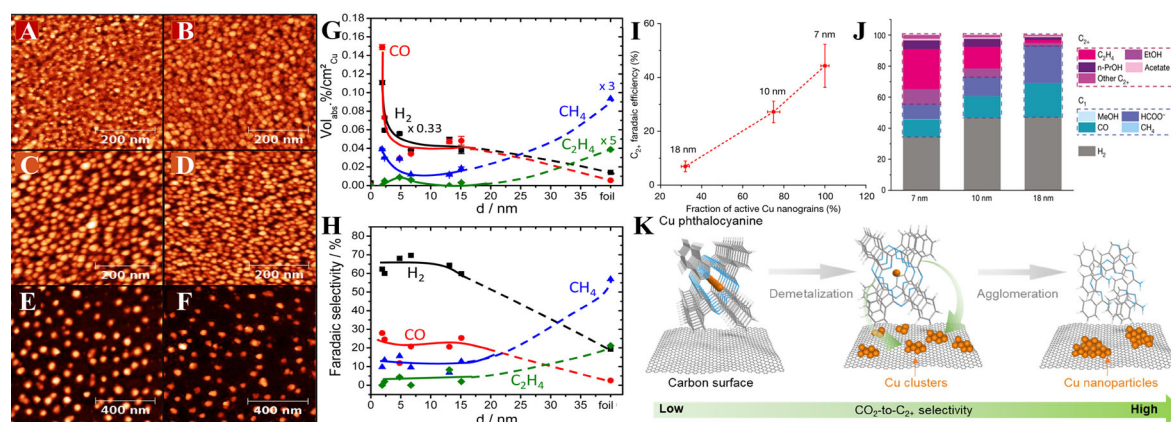 A
B
200 nm
200 nm
C
D
200 nm
200 nm
E
F
400 nm
400 nm
G
Vol.abs.%/cm²Cu
0.18
0.16
0.14
0.12
0.10
0.08
0.06
0.04
0.02
0.00
CO
H₂
x 0.33
CH₄
x 3
C₂H₄
x 5
0 5 10 15 20 25 30 35 foil
d / nm
H
Faradaic selectivity / %
100
80
60
40
20
0
H₂
CO
CH₄
C₂H₄
0 5 10 15 20 25 30 35 foil
d / nm
I
C₂₊ faradaic efficiency (%)
60
40
20
0
7 nm
10 nm
18 nm
20 40 60 80 100
Fraction of active Cu nanograins (%)
J
100
80
60
40
20
0
7 nm 10 nm 18 nm
C₂₊
C₂H₄ EtOH
n-PrOH Acetate
Other C₂₊
C₁
MeOH HCOO⁻
CO CH₄
H₂
Cu phthalocyanine
K
Demetalization
Agglomeration
Carbon surface
Cu clusters
Cu nanoparticles
Low CO₂-to-C₂₊ selectivity High